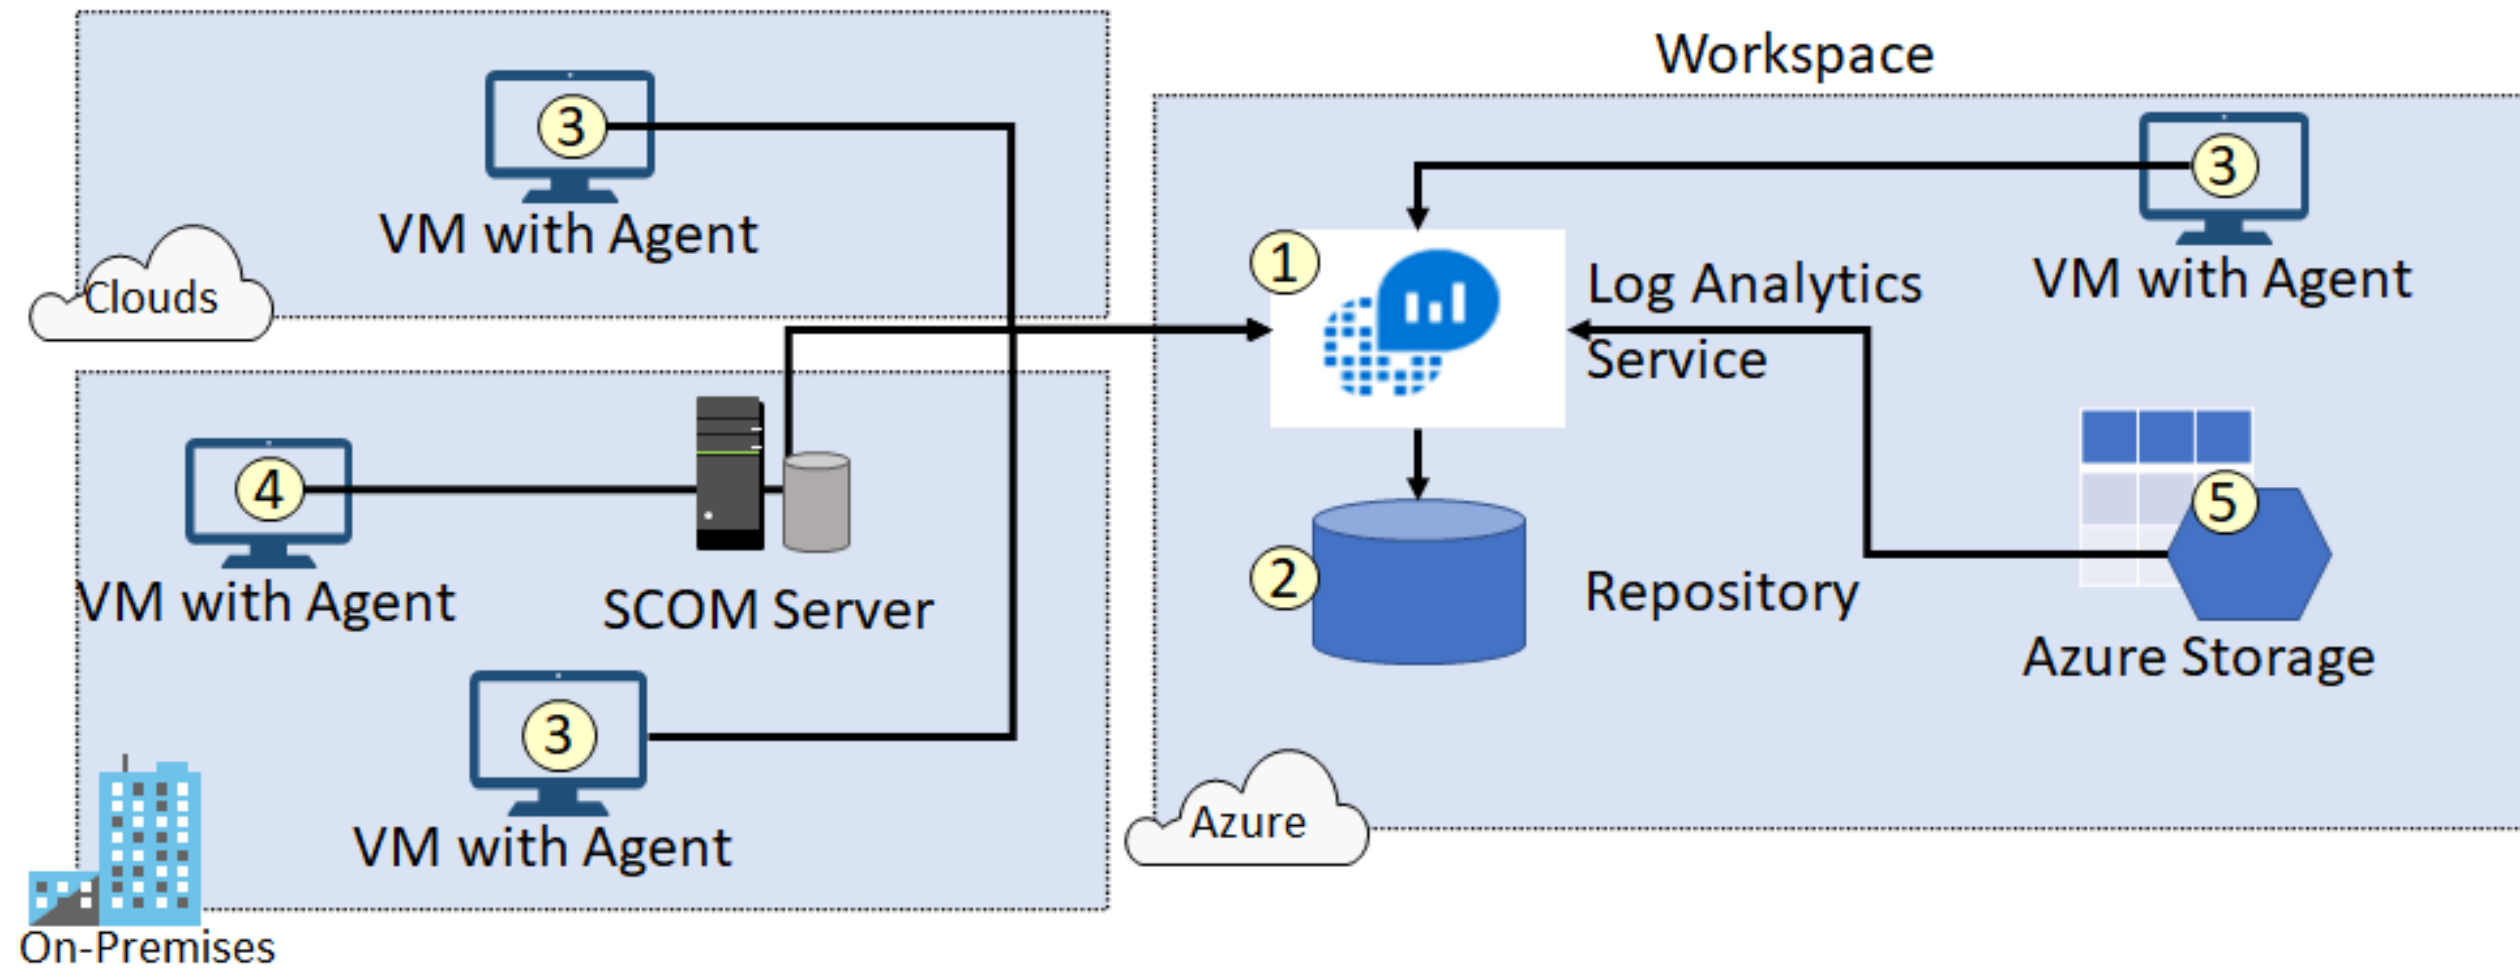 Workspace
3
3
VM with Agent
1
Log Analytics
Service
VM with Agent
Clouds
4
5
VM with Agent
SCOM Server
2
Repository
Azure Storage
3
VM with Agent
Azure
On-Premises